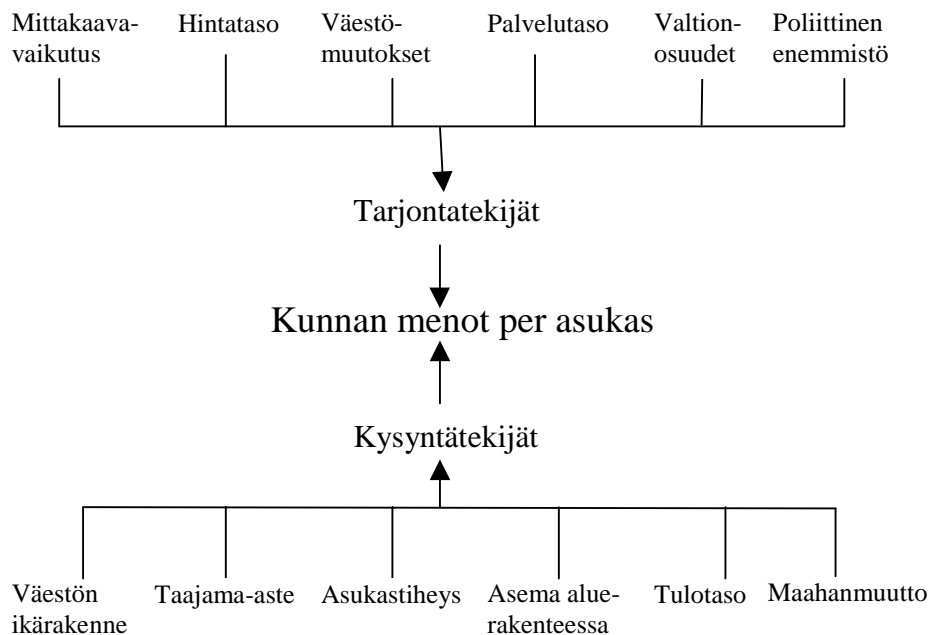 Mittakaava-
vaikutus
Hintataso
Väestö-
muutokset
Palvelutaso
Valtion-
osuudet
Poliittinen
enemmistö
Tarjontatekijät
Kunnan menot per asukas
Kysyntätekijät
Väestön
ikärakenne
Taajama-aste
Asukastiheys
Asema alue-
rakenteessa
Tulotaso
Maahanmuutto